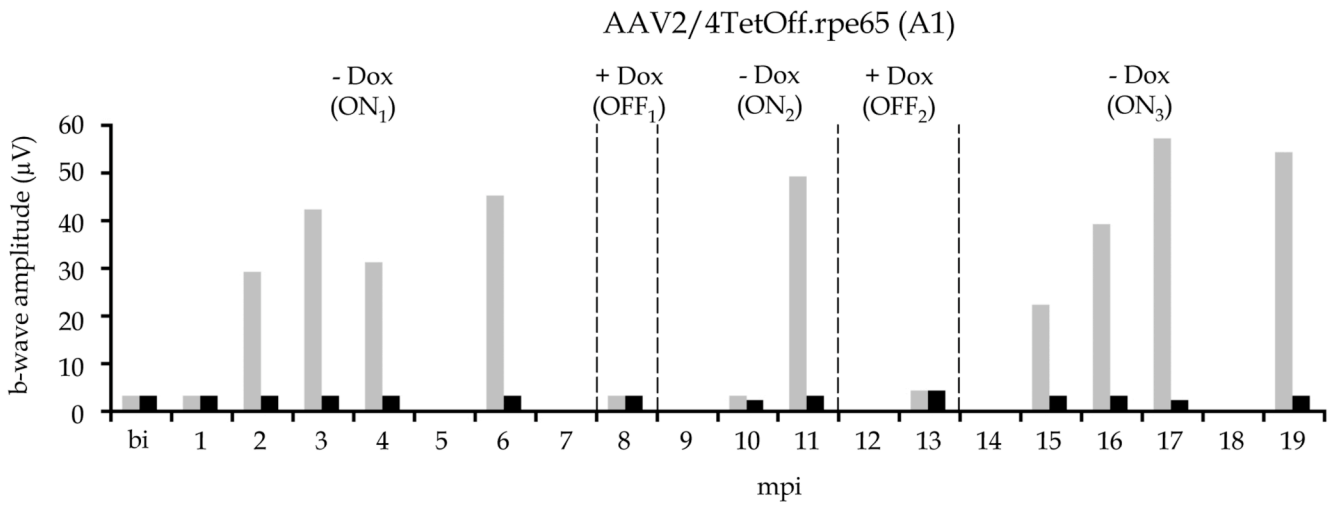 AAV2/4TetOff.rpe65 (A1)
- Dox
(ON₁)
+ Dox
(OFF₁)
- Dox
(ON₂)
+ Dox
(OFF₂)
- Dox
(ON₃)
b-wave amplitude (µV)
60
50
40
30
20
10
0
bi 1 2 3 4 5 6 7 8 9 10 11 12 13 14 15 16 17 18 19
mpi